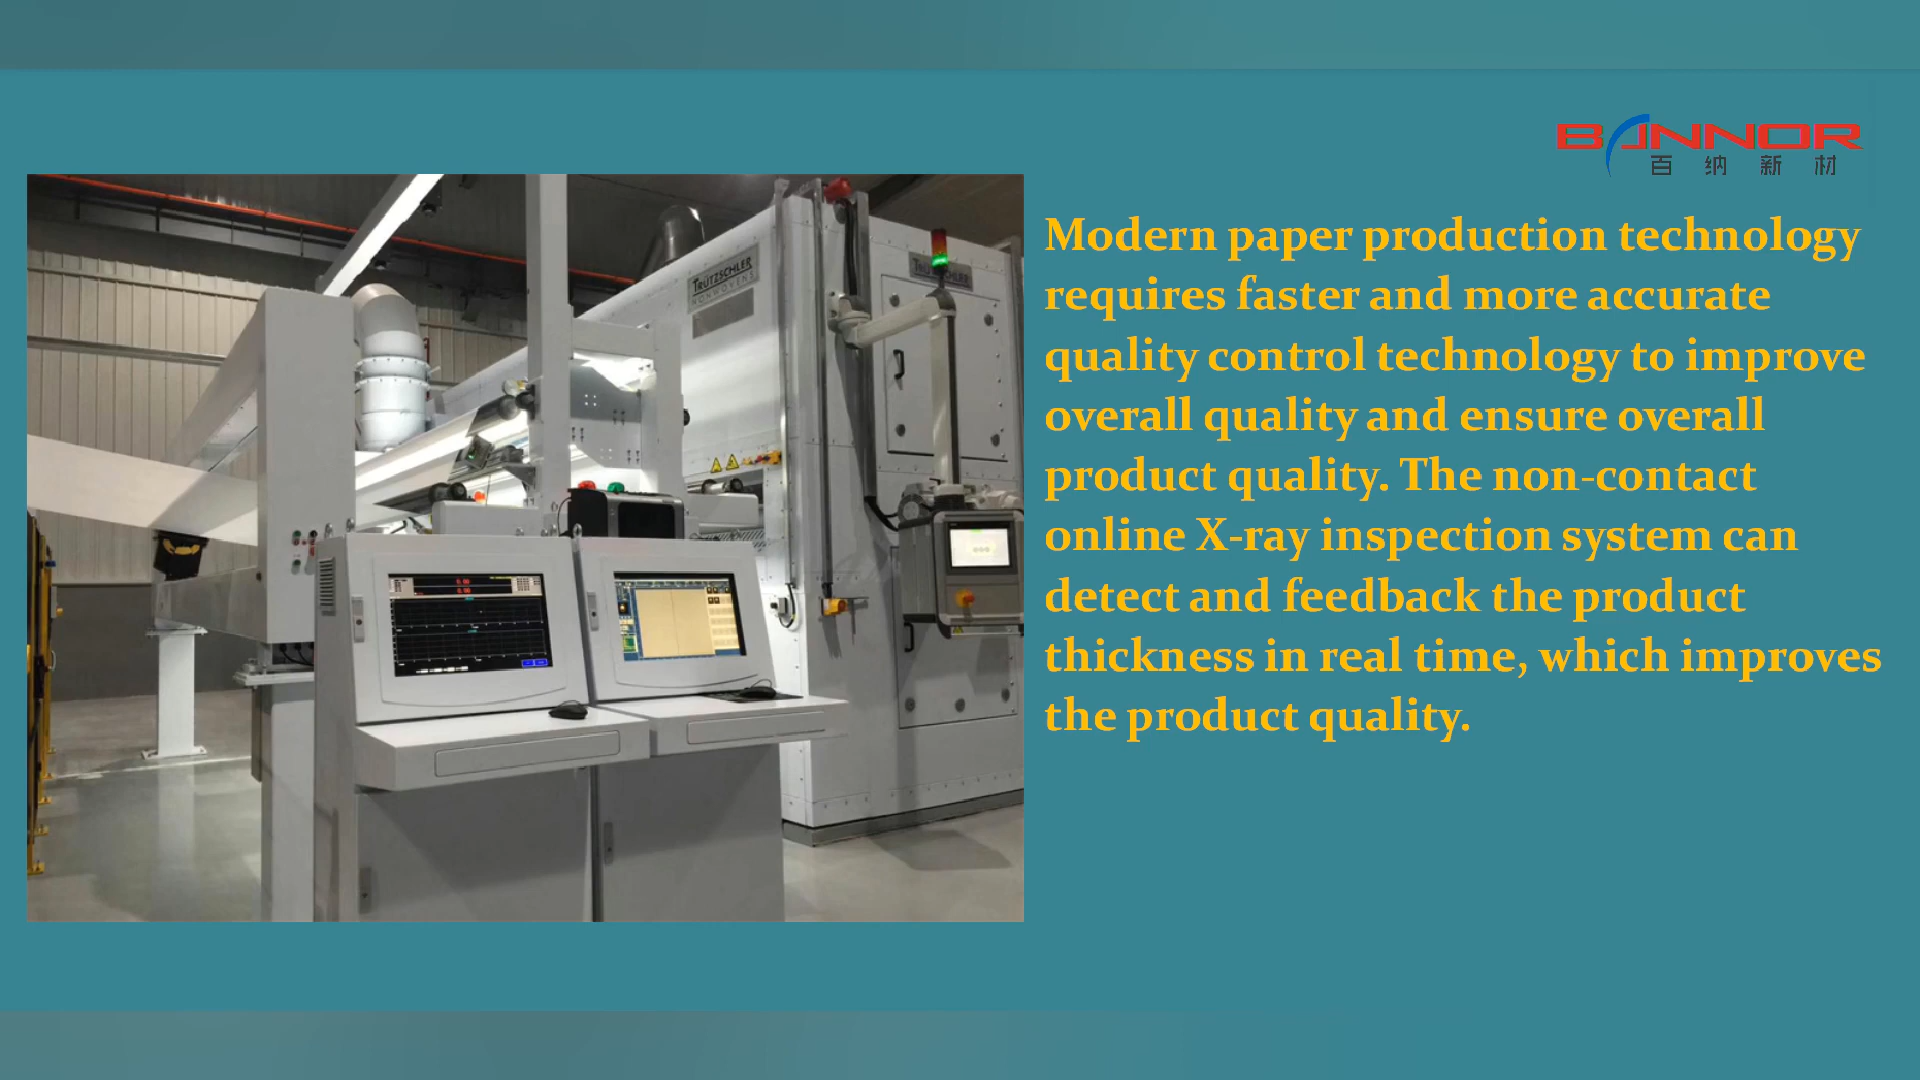 BANNOR
百纳新材
TRÜTZSCHLER
NONWOVENS
TRÜTZSCHLER
Modern paper production technology
requires faster and more accurate
quality control technology to improve
overall quality and ensure overall
product quality. The non-contact
online X-ray inspection system can
detect and feedback the product
thickness in real time, which improves
the product quality.